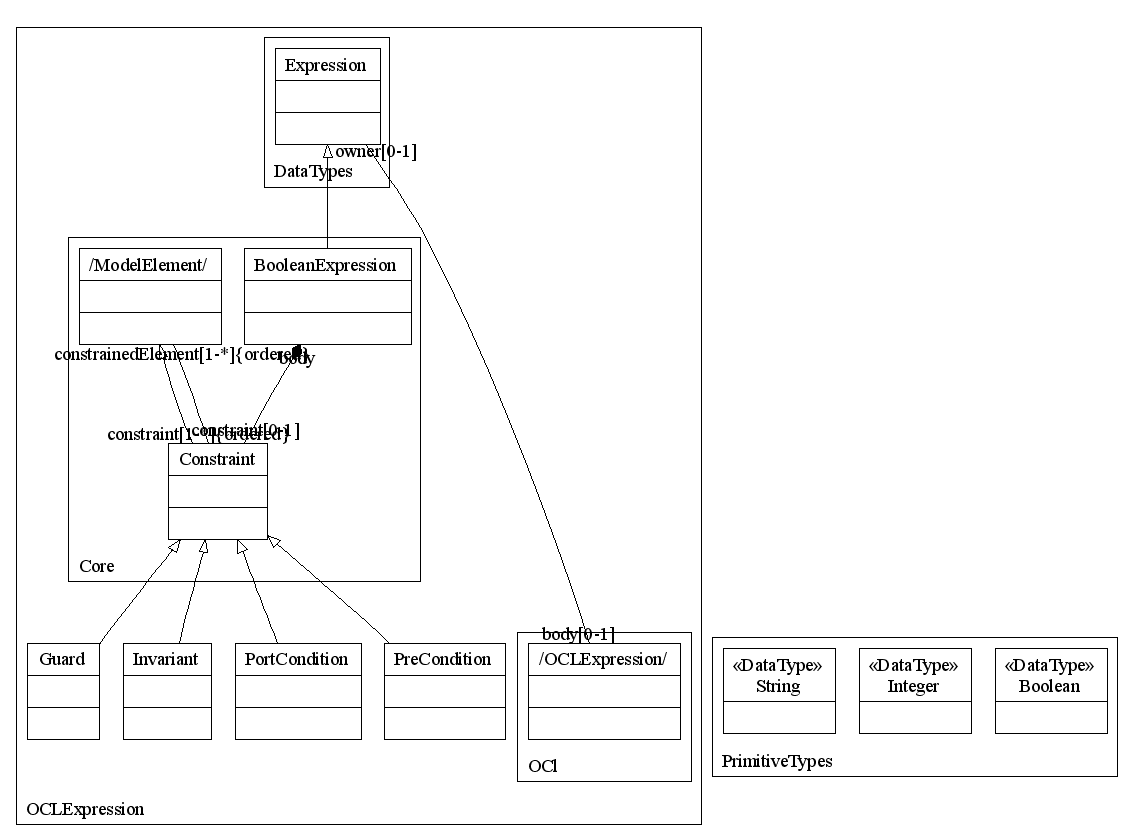 Expression
owner[0-1]
DataTypes
/ModelElement/
BooleanExpression
constrainedElement[1-*]{ordered}
body
constraint[1-*]{ordered}
constraint[0-1]
Constraint
Core
Guard
Invariant
PortCondition
PreCondition
body[0-1]
/OCLExpression/
OCl
OCLExpression
«DataType»
String
«DataType»
Integer
«DataType»
Boolean
PrimitiveTypes